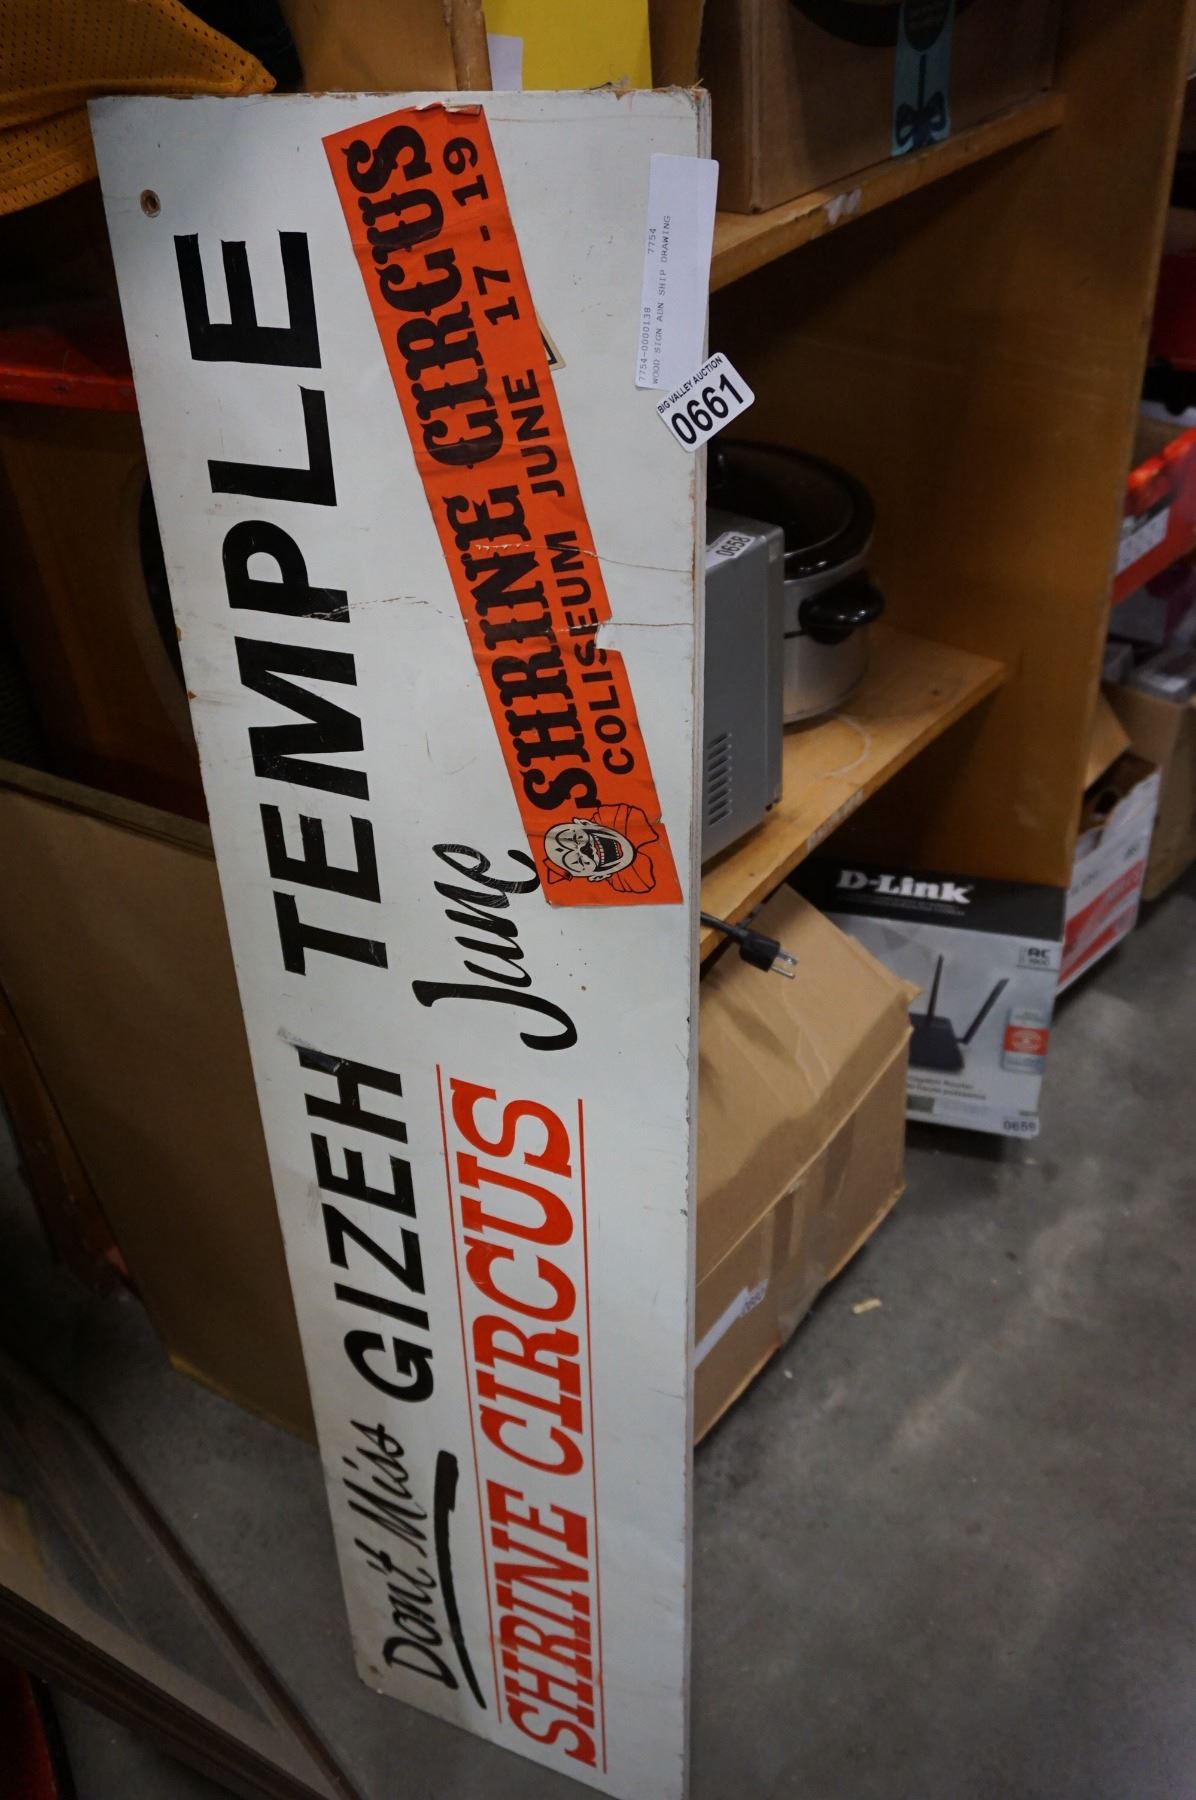 Don't Miss GIZEH TEMPLE
SHRINE CIRCUS June
SHRINE CIRCUS
COLISEUM JUNE 17 - 19
7754-0000138 7754
WOOD SIGN ADN SHIP DRAWING
BIG VALLEY AUCTION
0661
0658
D-Link
AC
0659